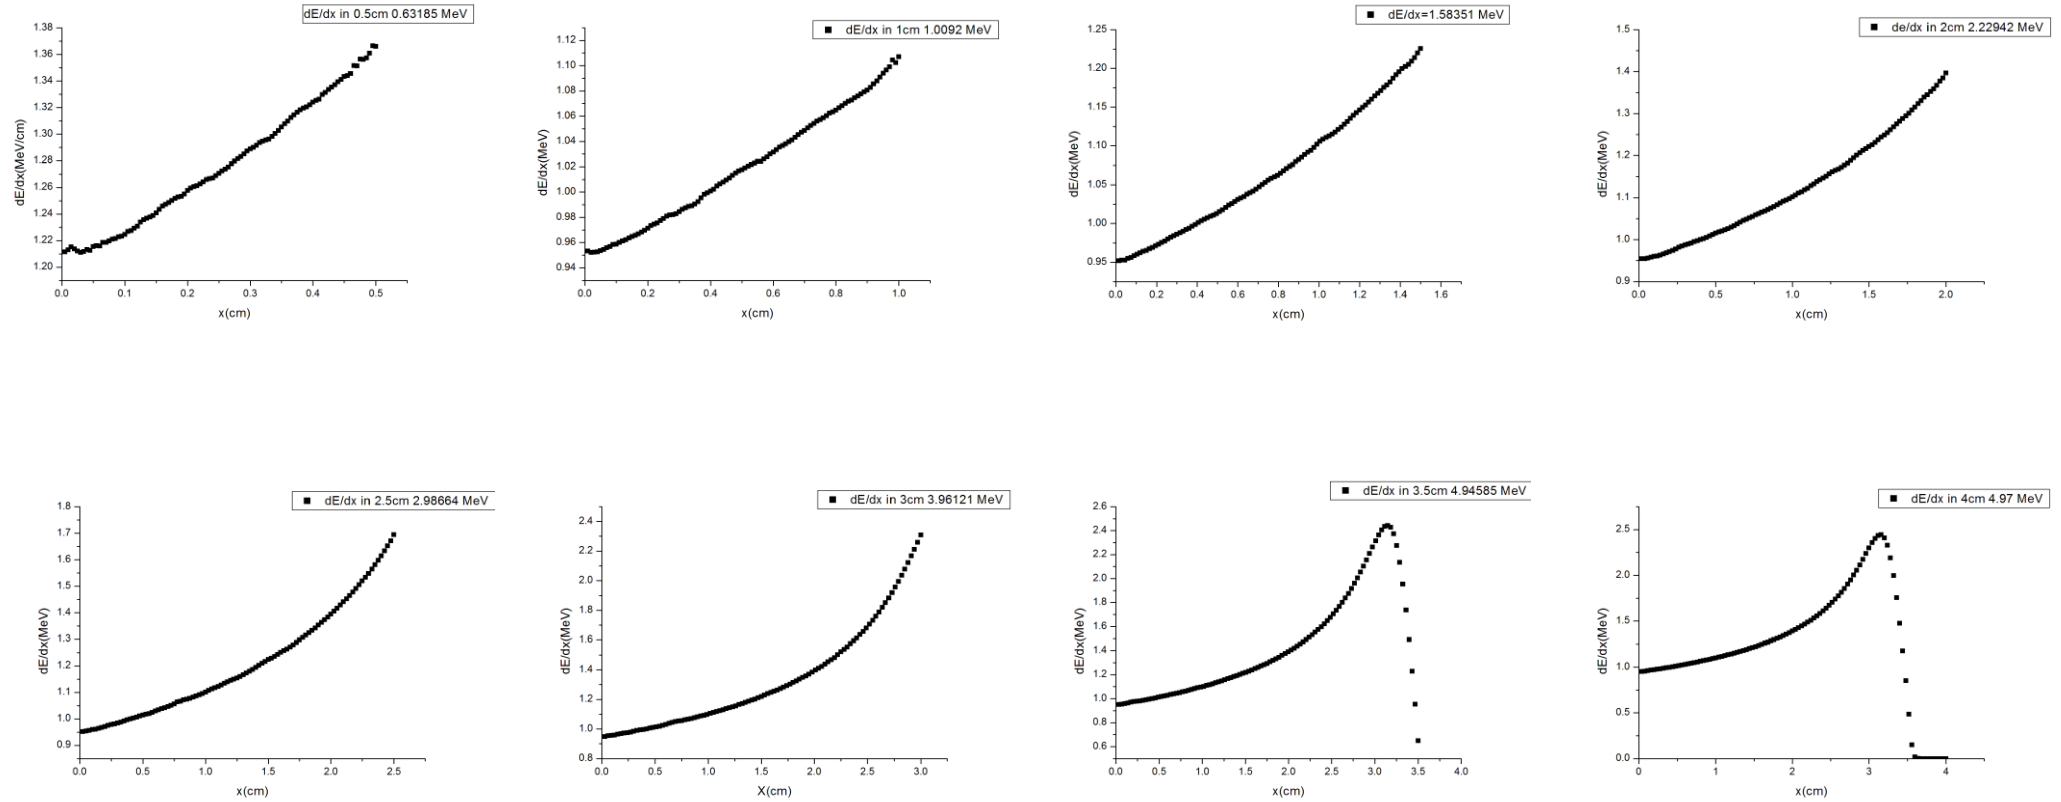 dE/dx in 0.5cm 0.63185 MeV
1.38
1.36
1.34
1.32
1.30
1.28
1.26
1.24
1.22
1.20
dE/dx(MeV/cm)
0.0 0.1 0.2 0.3 0.4 0.5
x(cm)
dE/dx in 1cm 1.0092 MeV
1.12
1.10
1.08
1.06
1.04
1.02
1.00
0.98
0.96
0.94
dE/dx(MeV)
0.0 0.2 0.4 0.6 0.8 1.0
x(cm)
dE/dx=1.58351 MeV
1.25
1.20
1.15
1.10
1.05
1.00
0.95
dE/dx(MeV)
0.0 0.2 0.4 0.6 0.8 1.0 1.2 1.4 1.6
x(cm)
de/dx in 2cm 2.22942 MeV
1.5
1.4
1.3
1.2
1.1
1.0
0.9
dE/dx(MeV)
0.0 0.5 1.0 1.5 2.0
x(cm)
dE/dx in 2.5cm 2.98664 MeV
1.8
1.7
1.6
1.5
1.4
1.3
1.2
1.1
1.0
0.9
dE/dx(MeV)
0.0 0.5 1.0 1.5 2.0 2.5
x(cm)
dE/dx in 3cm 3.96121 MeV
2.4
2.2
2.0
1.8
1.6
1.4
1.2
1.0
0.8
dE/dx(MeV)
0.0 0.5 1.0 1.5 2.0 2.5 3.0
X(cm)
dE/dx in 3.5cm 4.94585 MeV
2.6
2.4
2.2
2.0
1.8
1.6
1.4
1.2
1.0
0.8
0.6
dE/dx(MeV)
0.0 0.5 1.0 1.5 2.0 2.5 3.0 3.5 4.0
x(cm)
dE/dx in 4cm 4.97 MeV
2.5
2.0
1.5
1.0
0.5
0.0
dE/dx(MeV)
0 1 2 3 4
x(cm)